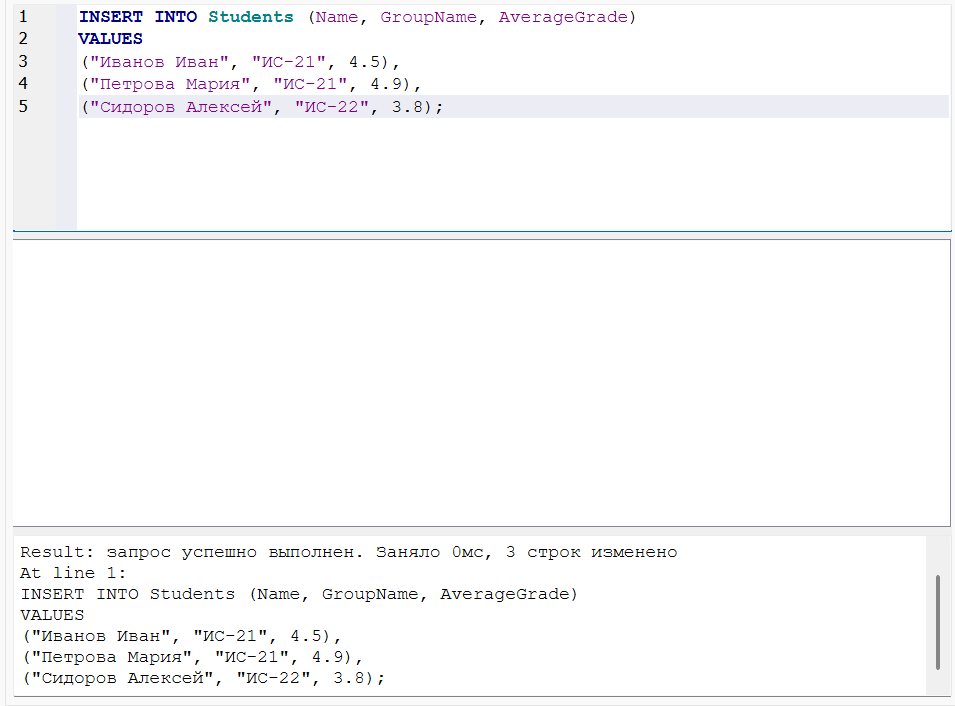 1 INSERT INTO Students (Name, GroupName, AverageGrade)
2 VALUES
3 ("Иванов Иван", "ИС-21", 4.5),
4 ("Петрова Мария", "ИС-21", 4.9),
5 ("Сидоров Алексей", "ИС-22", 3.8);
Result: запрос успешно выполнен. Заняло 0мс, 3 строк изменено
At line 1:
INSERT INTO Students (Name, GroupName, AverageGrade)
VALUES
("Иванов Иван", "ИС-21", 4.5),
("Петрова Мария", "ИС-21", 4.9),
("Сидоров Алексей", "ИС-22", 3.8);